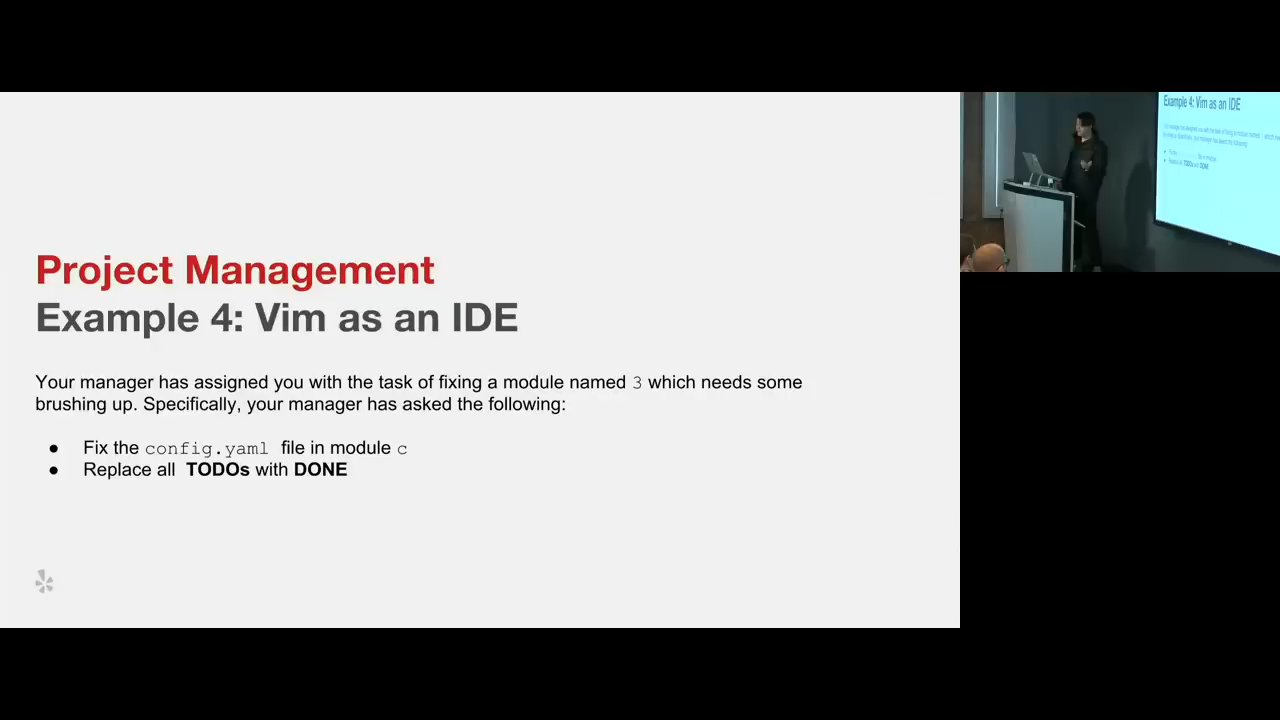 Project Management
Example 4: Vim as an IDE
Your manager has assigned you with the task of fixing a module named 3 which needs some
brushing up. Specifically, your manager has asked the following:
● Fix the config.yaml file in module c
● Replace all TODOs with DONE
Example 4: Vim as an IDE